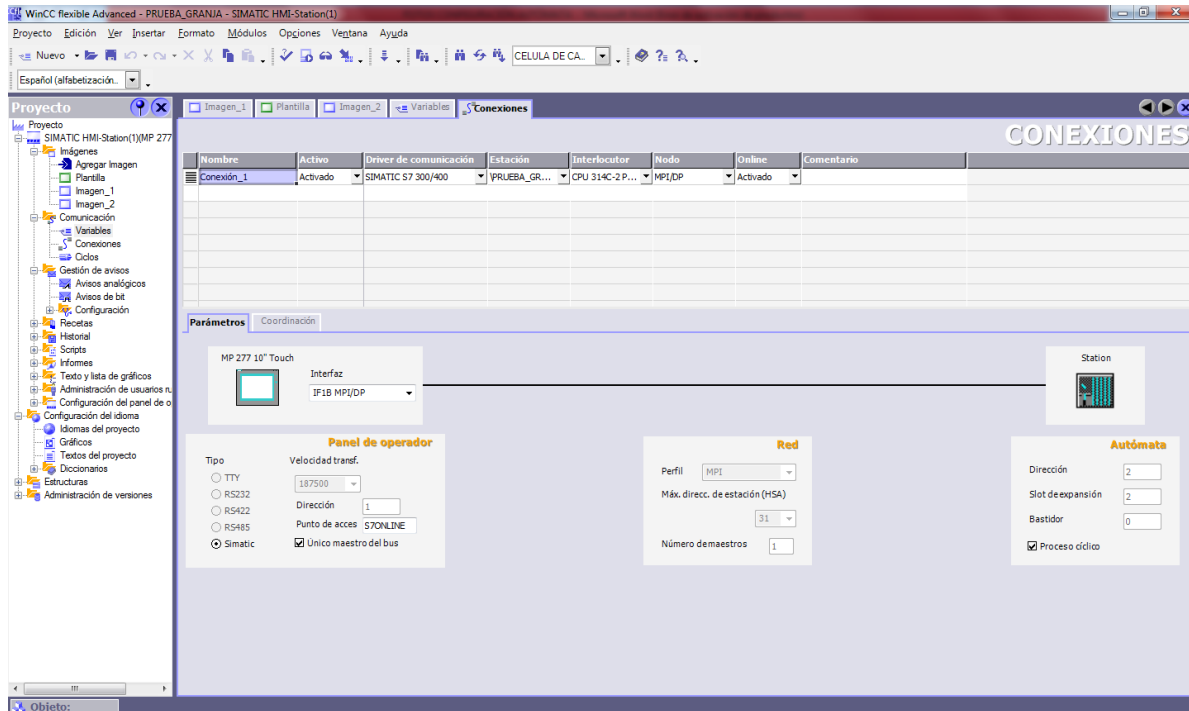 WinCC flexible Advanced - PRUEBA_GRANJA - SIMATIC HMI-Station(1)
Proyecto Edición Ver Insertar Formato Módulos Opciones Ventana Ayuda
Nuevo CELULA DE CA..
Español (alfabetización..
Proyecto
Imagen_1 Plantilla Imagen_2 Variables Conexiones
CONEXIONES
Proyecto
SIMATIC HMI-Station(1)(MP 277
Imágenes
Agregar Imagen
Plantilla
Imagen_1
Imagen_2
Comunicación
Variables
Conexiones
Ciclos
Gestión de avisos
Avisos analógicos
Avisos de bit
Configuración
Recetas
Historial
Scripts
Informes
Texto y lista de gráficos
Administración de usuarios ru
Configuración del panel de o
Configuración del idioma
Idiomas del proyecto
Gráficos
Textos del proyecto
Diccionarios
Estructuras
Administración de versiones
Nombre Activo Driver de comunicación Estación Interlocutor Nodo Online Comentario
Conexión_1 Activado SIMATIC S7 300/400 \PRUEBA_GR... CPU 314C-2 P... MPI/DP Activado
Parámetros Coordinación
MP 277 10" Touch
Interfaz
IF1B MPI/DP
Station
Panel de operador
Tipo
TTY
RS232
RS422
RS485
Simatic
Velocidad transf.
187500
Dirección 1
Punto de acces S7ONLINE
Único maestro del bus
Red
Perfil MPI
Máx. direcc. de estación (HSA)
31
Número demaestros 1
Autómata
Dirección 2
Slot deexpansión 2
Bastidor 0
Proceso cíclico
Objeto: